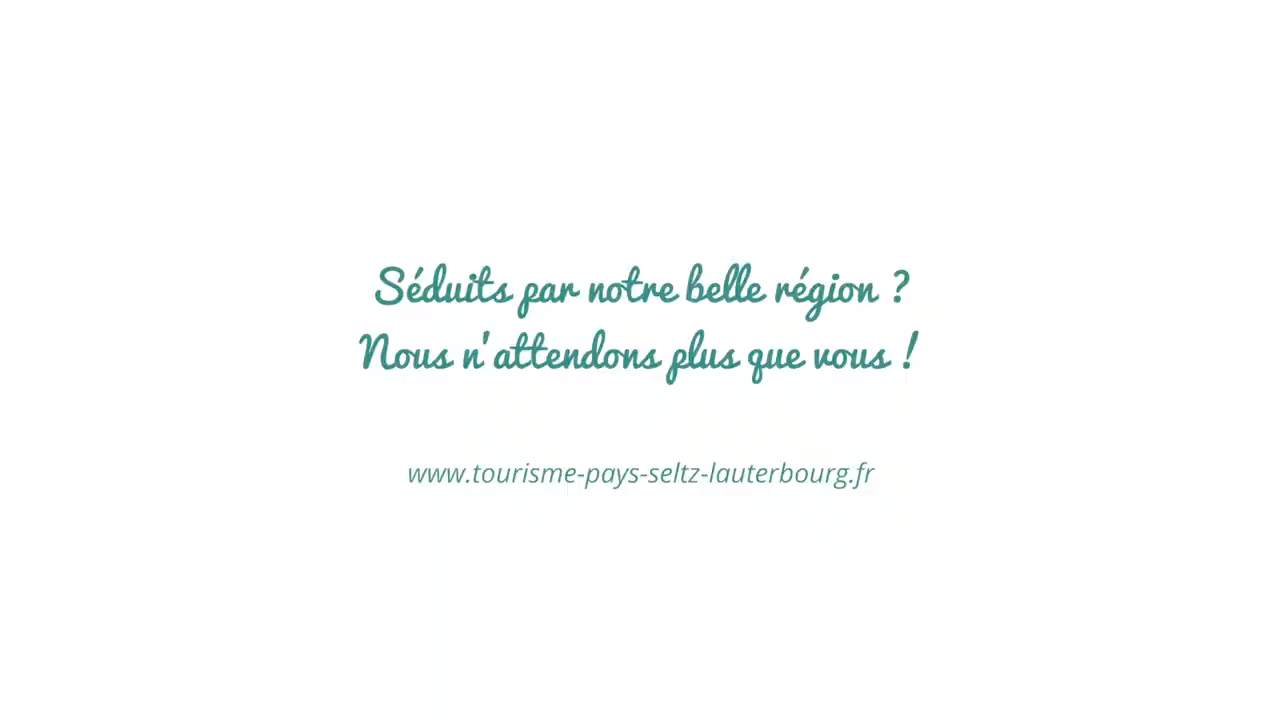 Séduits par notre belle région ?
Nous n'attendons plus que vous !
www.tourisme-pays-seltz-lauterbourg.fr